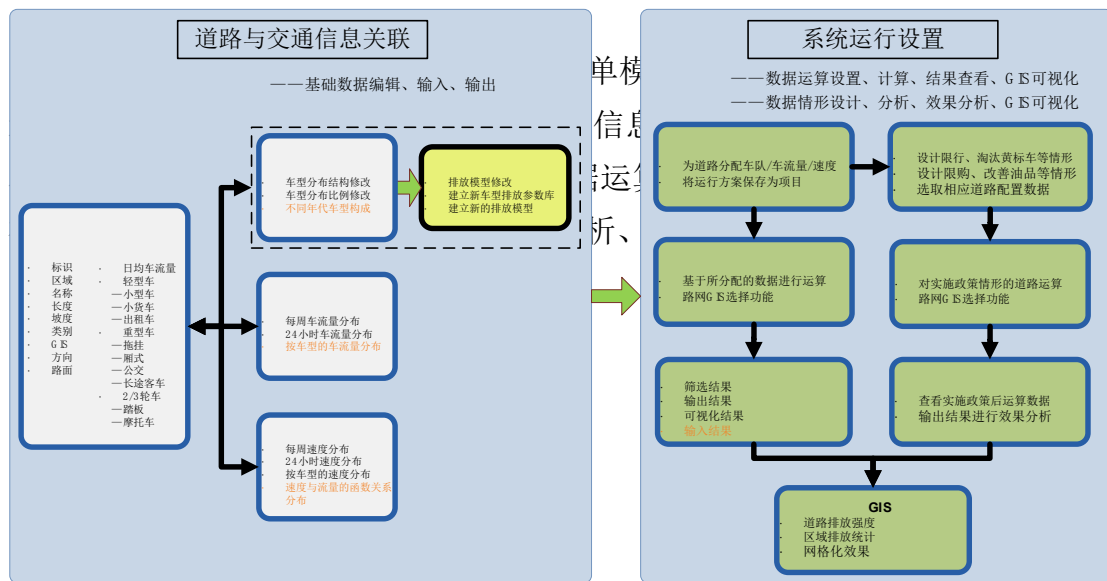 道路与交通信息关联
——基础数据编辑、输入、输出
标识
区域
名称
长度
坡度
类别
GIS
方向
路面
日均车流量
轻型车
—小型车
—小货车
—出租车
重型车
—拖挂
—厢式
—公交
—长途客车
2/3轮车
—踏板
—摩托车
车型分布结构修改
车型分布比例修改
不同年代车型构成
排放模型修改
建立新车型排放参数库
建立新的排放模型
每周车流量分布
24小时车流量分布
按车型的车流量分布
每周速度分布
24小时速度分布
按车型的速度分布
速度与流量的函数关系
分布
单模
信息
运算
析、
系统运行设置
——数据运算设置、计算、结果查看、GIS可视化
——数据情形设计、分析、效果分析、GIS可视化
为道路分配车队/车流量/速度
将运行方案保存为项目
设计限行、淘汰黄标车等情形
设计限购、改善油品等情形
选取相应道路配置数据
基于所分配的数据进行运算
路网GIS选择功能
对实施政策情形的道路运算
路网GIS选择功能
筛选结果
输出结果
可视化结果
输入结果
查看实施政策后运算数据
输出结果进行效果分析
GIS
道路排放强度
区域排放统计
网格化效果